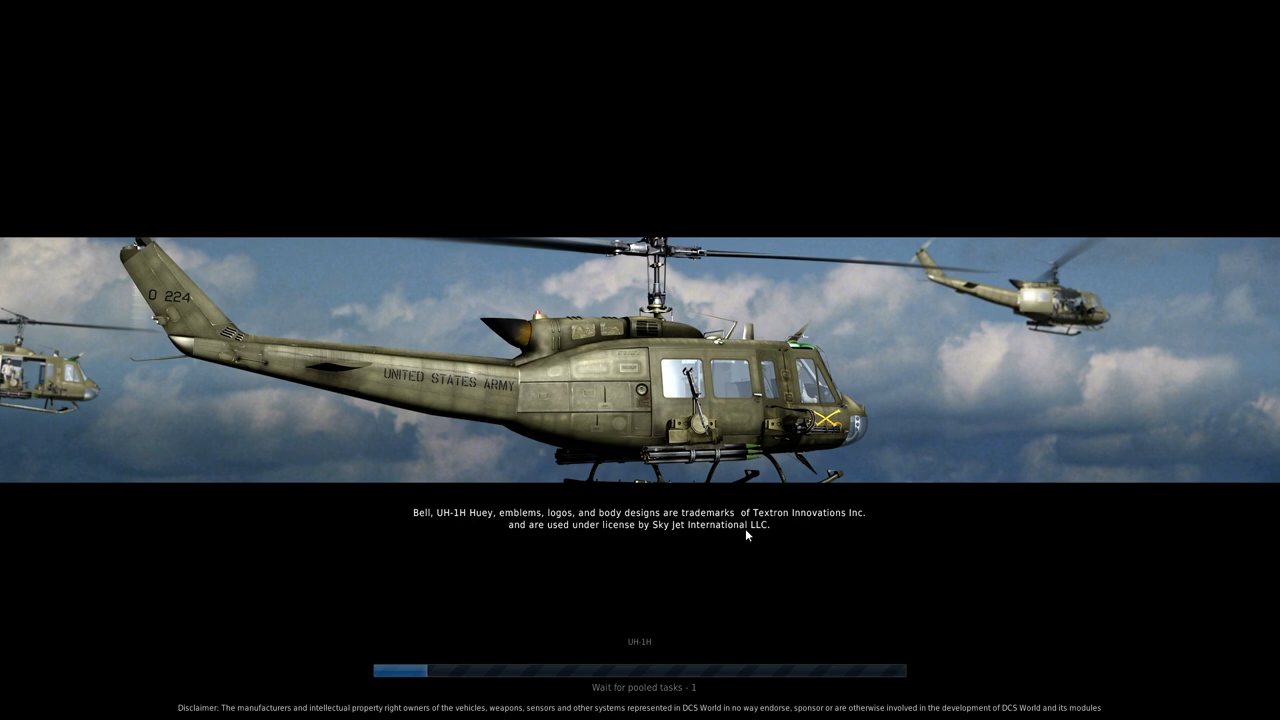 O 224
UNITED STATES ARMY
Bell, UH-1H Huey, emblems, logos, and body designs are trademarks  of Textron Innovations Inc.
and are used under license by Sky Jet International LLC.
UH-1H
Wait for pooled tasks - 1
Disclaimer: The manufacturers and intellectual property right owners of the vehicles, weapons, sensors and other systems represented in DCS World in no way endorse, sponsor or are otherwise involved in the development of DCS World and its modules